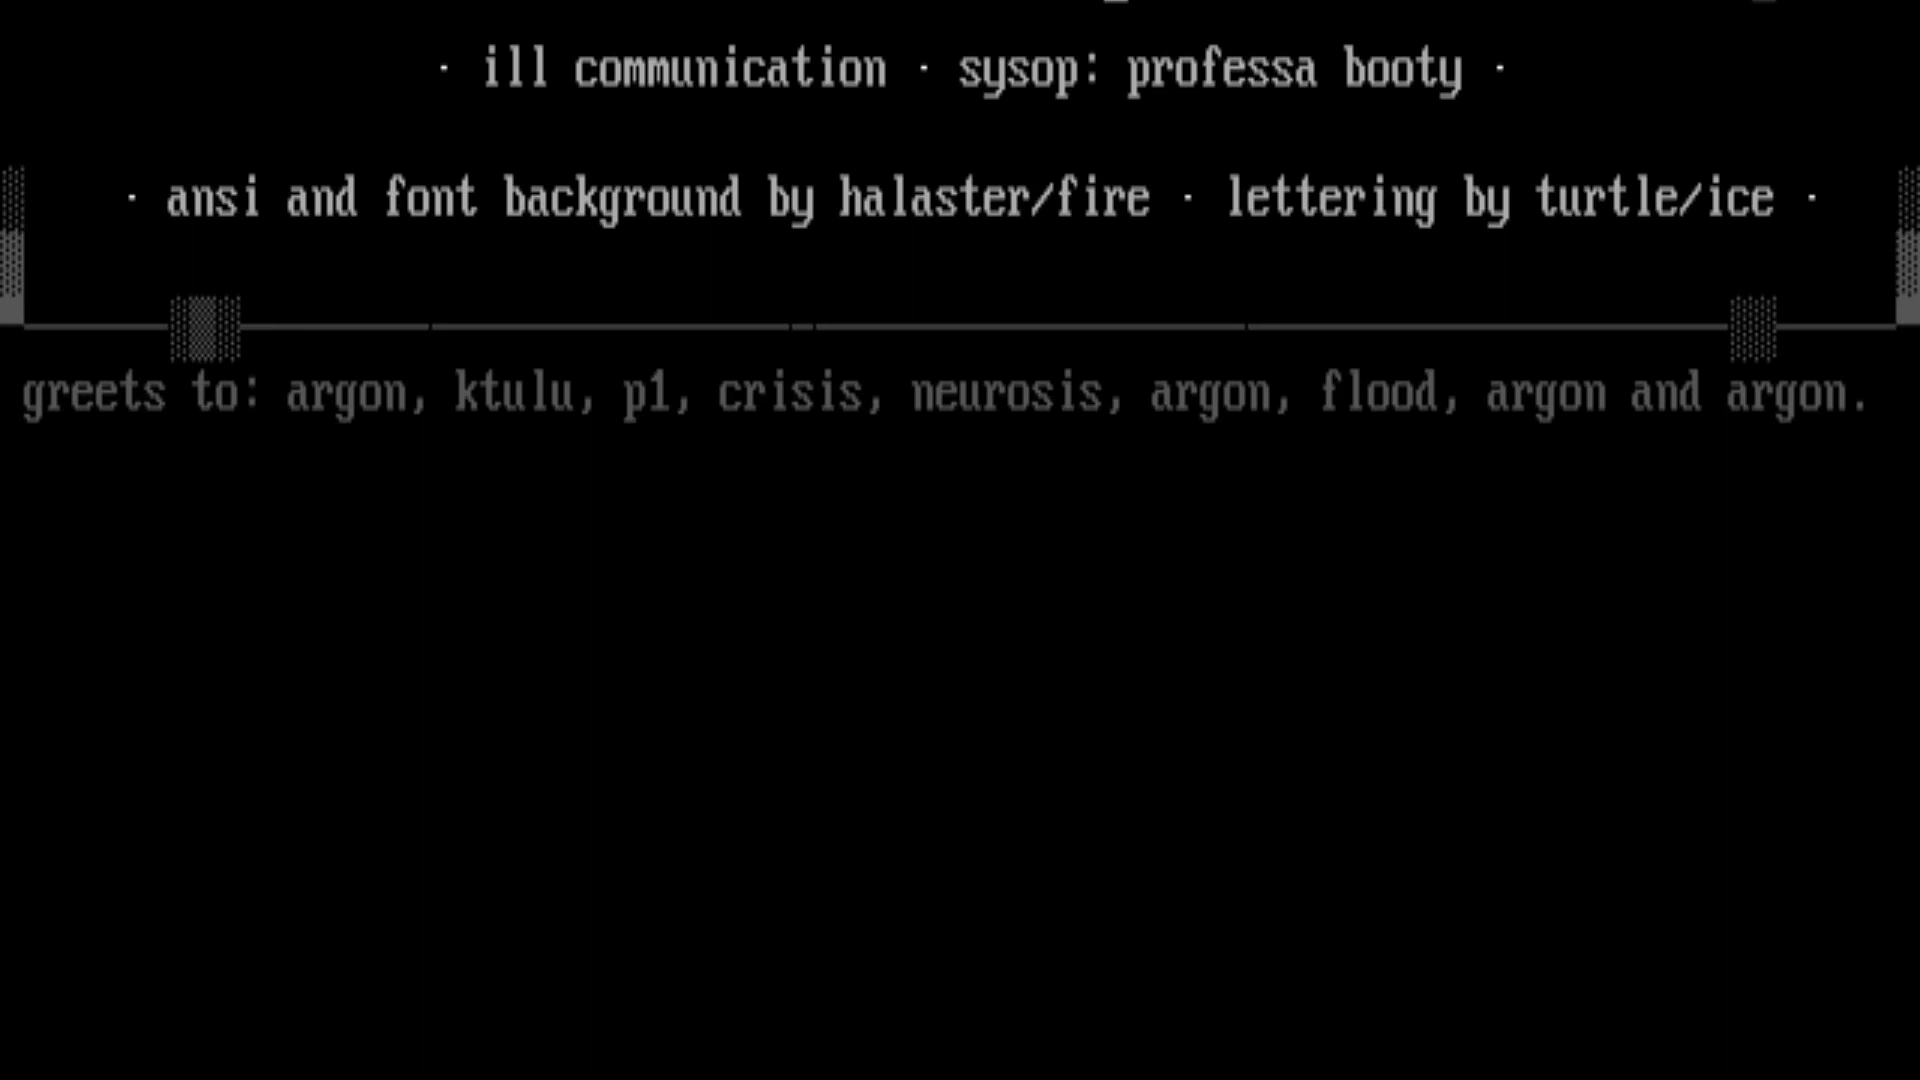 · ill communication · sysop: professa booty ·
· ansi and font background by halaster/fire · lettering by turtle/ice ·
greets to: argon, ktulu, p1, crisis, neurosis, argon, flood, argon and argon.